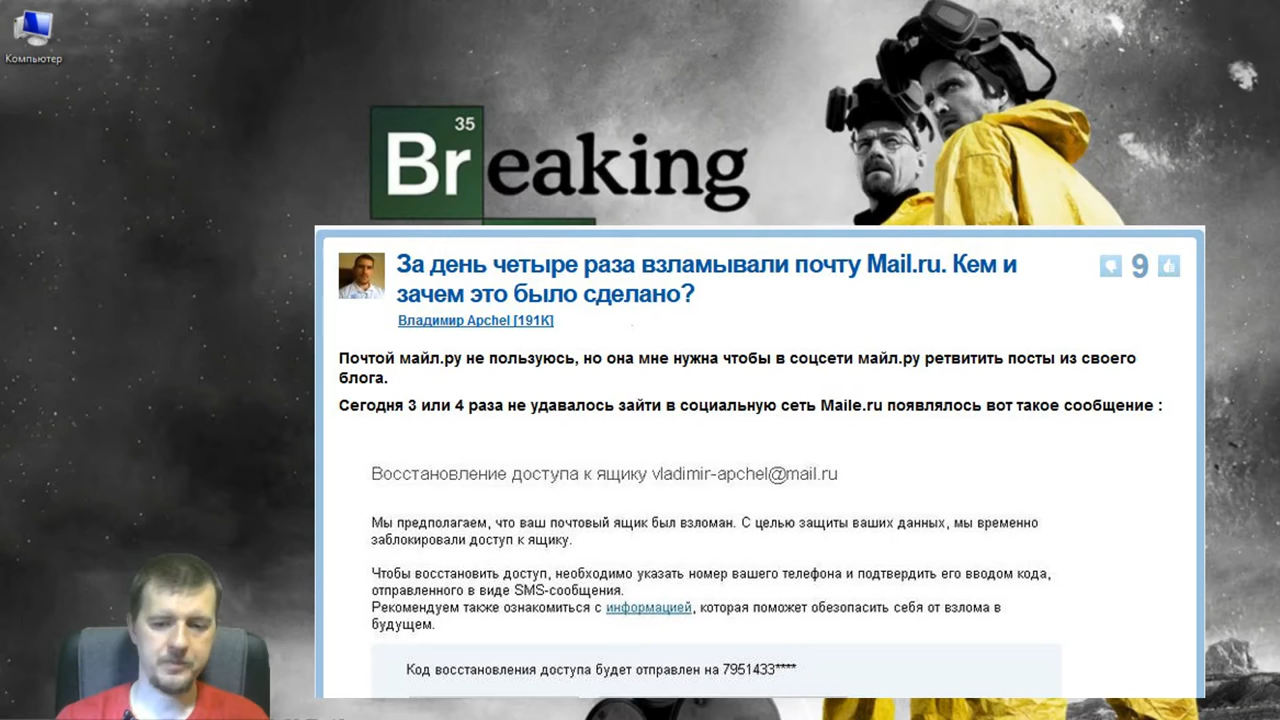 Компьютер
35
Breaking
За день четыре раза взламывали почту Mail.ru. Кем и
зачем это было сделано?
9
Владимир Apchel [191K]
Почтой майл.ру не пользуюсь, но она мне нужна чтобы в соцсети майл.ру ретвитить посты из своего
блога.
Сегодня 3 или 4 раза не удавалось зайти в социальную сеть Maile.ru появлялось вот такое сообщение :
Восстановление доступа к ящику vladimir-apchel@mail.ru
Мы предполагаем, что ваш почтовый ящик был взломан. С целью защиты ваших данных, мы временно
заблокировали доступ к ящику.
Чтобы восстановить доступ, необходимо указать номер вашего телефона и подтвердить его вводом кода,
отправленного в виде SMS-сообщения.
Рекомендуем также ознакомиться с информацией, которая поможет обезопасить себя от взлома в
будущем.
Код восстановления доступа будет отправлен на 7951433****